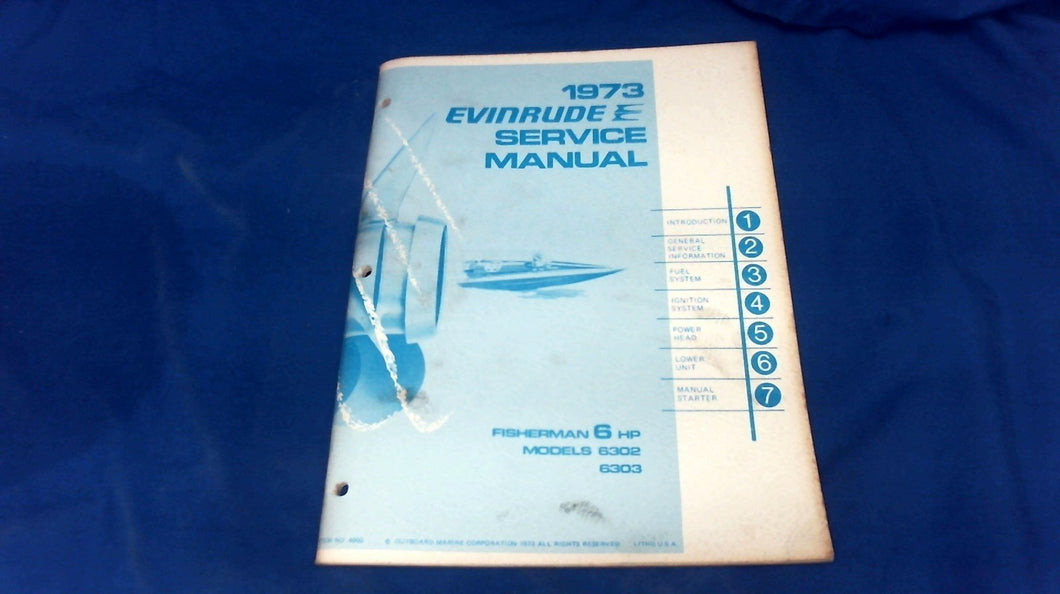 1973
EVINRUDE E
SERVICE
MANUAL
INTRODUCTION 1
GENERAL
SERVICE
INFORMATION 2
FUEL
SYSTEM 3
IGNITION
SYSTEM 4
POWER
HEAD 5
LOWER
UNIT 6
MANUAL
STARTER 7
FISHERMAN 6 HP
MODELS 6302
6303
NO. © OUTBOARD MARINE CORPORATION 1972 ALL RIGHTS RESERVED LITHO U.S.A.